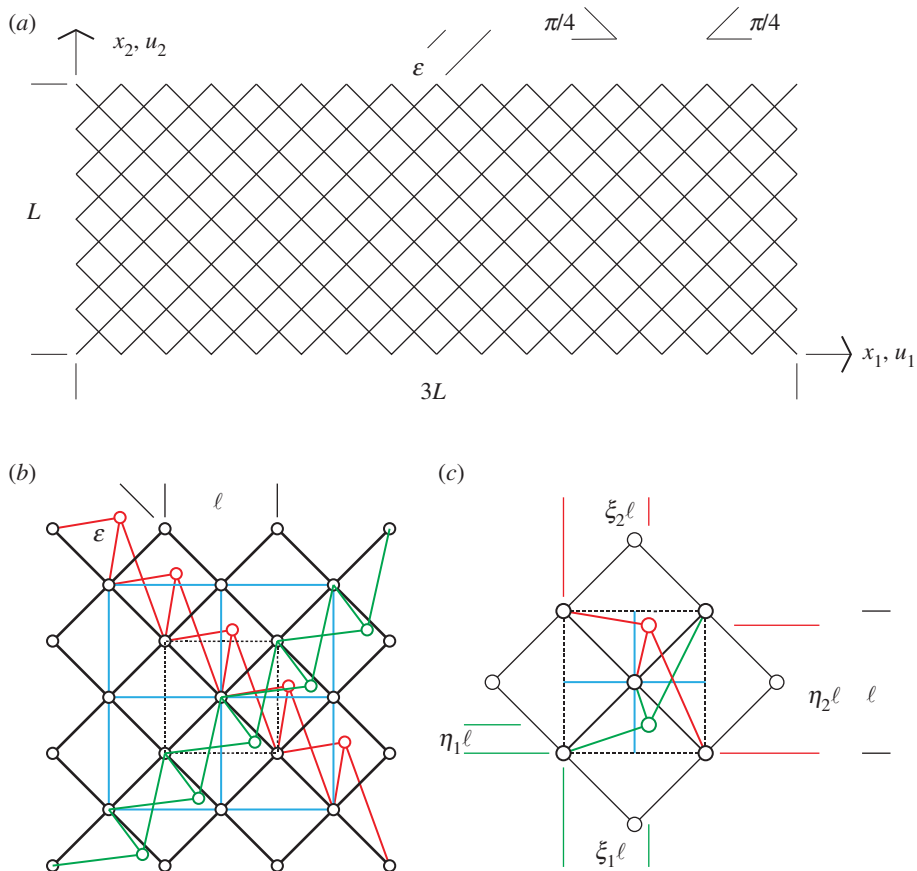 (a)
x₂, u₂
ε
π/4
π/4
L
x₁, u₁
3L
(b)
ℓ
ε
(c)
ξ₂ℓ
η₁ℓ
η₂ℓ
ℓ
ξ₁ℓ